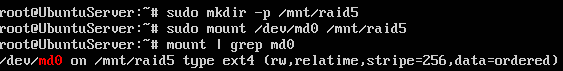 root@UbuntuServer:~# sudo mkdir -p /mnt/raid5
root@UbuntuServer:~# sudo mount /dev/md0 /mnt/raid5
root@UbuntuServer:~# mount | grep md0
/dev/md0 on /mnt/raid5 type ext4 (rw,relatime,stripe=256,data=ordered)